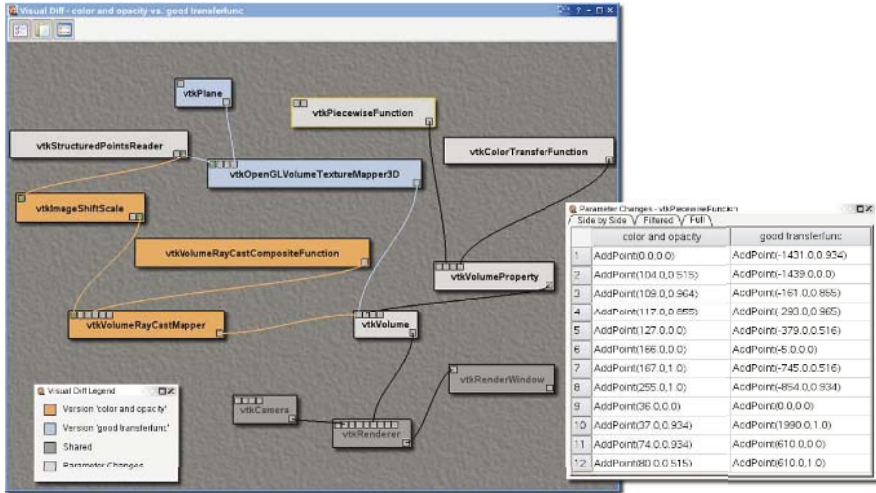 Visual Diff - color and opacity vs. good transferfunc
vtkPlane
vtkPiecewiseFunction
vtkStructuredPointsReader
vtkColorTransferFunction
vtkOpenGLVolumeTextureMapper3D
vtkImageShiftScale
vtkVolumeRayCastCompositeFunction
vtkVolumeProperty
vtkVolumeRayCastMapper
vtkVolume
vtkRenderWindow
vtkCamera
vtkRenderer
Visual Diff Legend
Version 'color and opacity'
Version 'good transferfunc'
Shared
Parameter Changes
Parameter Changes - vtkPiecewiseFunction
Side by Side Filtered Full
color and opacity good transferfunc
1 AddPoint(0.0,0.0) AddPoint(-1431.0,0.934)
2 AddPoint(104.0,0.515) AddPoint(-1439.0,0.0)
3 AddPoint(109.0,0.964) AddPoint(-161.0,0.855)
4 AddPoint(117.0,0.855) AddPoint(-293.0,0.965)
5 AddPoint(127.0,0.0) AddPoint(-379.0,0.516)
6 AddPoint(166.0,0.0) AddPoint(-5.0,0.0)
7 AddPoint(167.0,1.0) AddPoint(-745.0,0.516)
8 AddPoint(255.0,1.0) AddPoint(-854.0,0.934)
9 AddPoint(36.0,0.0) AddPoint(0.0,0.0)
10 AddPoint(37.0,0.934) AddPoint(1990.0,1.0)
11 AddPoint(74.0,0.934) AddPoint(610.0,0.0)
12 AddPoint(80.0,0.515) AddPoint(610.0,1.0)